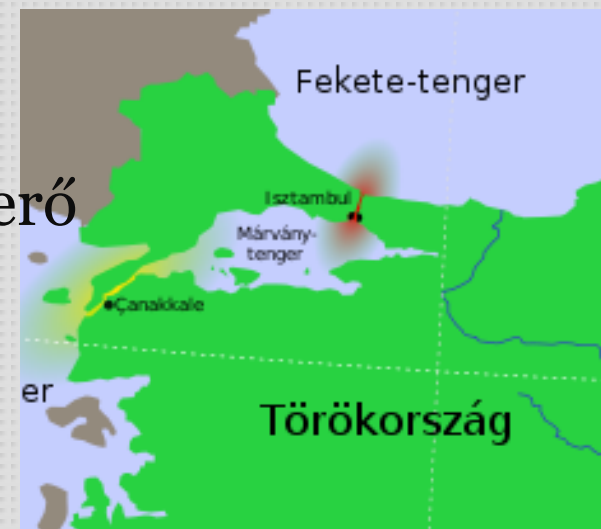 Fekete-tenger
erő
Isztambul
Márvány-
tenger
Çanakkale
er
Törökország